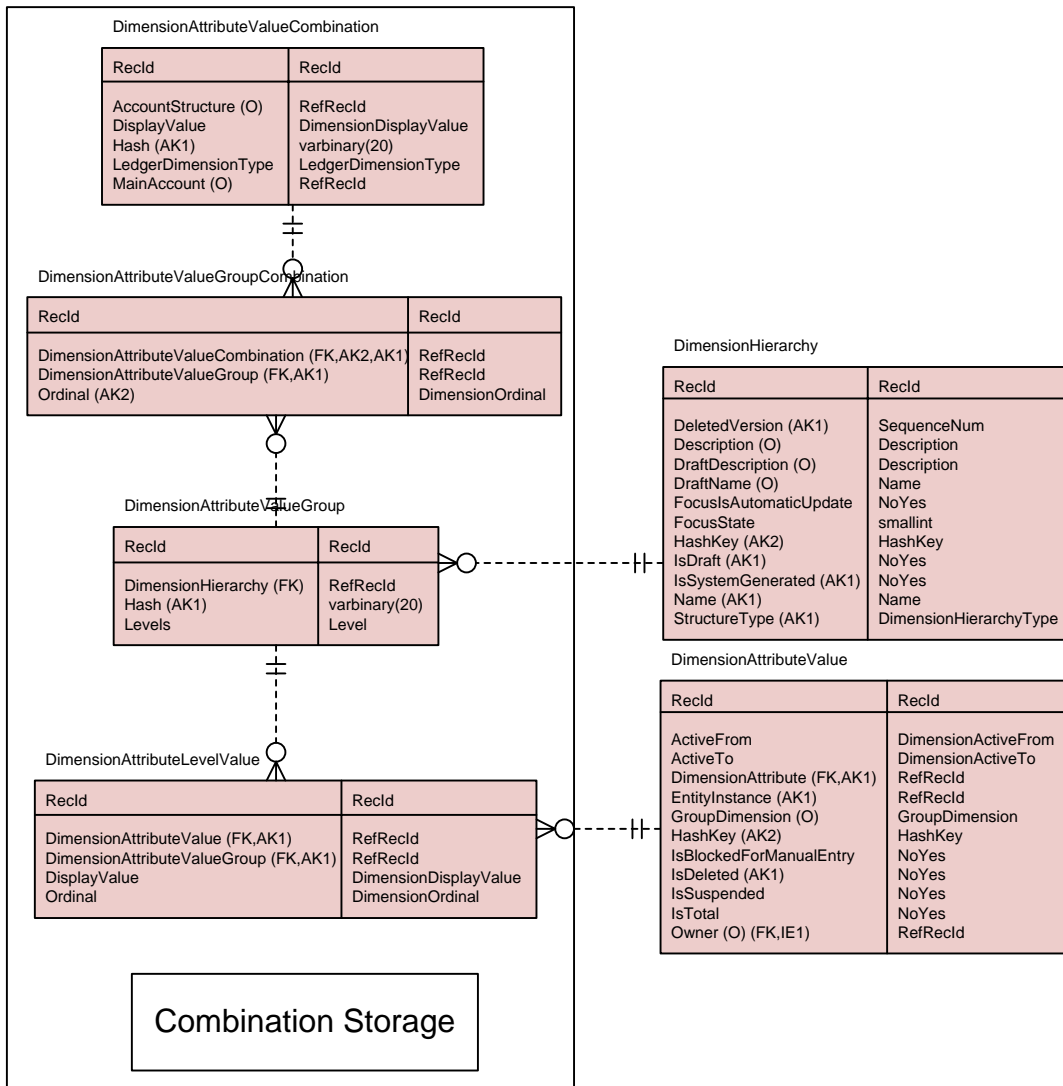 DimensionAttributeValueCombination
RecId RecId
AccountStructure (O) RefRecId
DisplayValue DimensionDisplayValue
Hash (AK1) varbinary(20)
LedgerDimensionType LedgerDimensionType
MainAccount (O) RefRecId
DimensionAttributeValueGroupCombination
RecId RecId
DimensionAttributeValueCombination (FK,AK2,AK1) RefRecId
DimensionAttributeValueGroup (FK,AK1) RefRecId
Ordinal (AK2) DimensionOrdinal
DimensionHierarchy
RecId RecId
DeletedVersion (AK1) SequenceNum
Description (O) Description
DraftDescription (O) Description
DraftName (O) Name
FocusIsAutomaticUpdate NoYes
FocusState smallint
HashKey (AK2) HashKey
IsDraft (AK1) NoYes
IsSystemGenerated (AK1) NoYes
Name (AK1) Name
StructureType (AK1) DimensionHierarchyType
DimensionAttributeValueGroup
RecId RecId
DimensionHierarchy (FK) RefRecId
Hash (AK1) varbinary(20)
Levels Level
DimensionAttributeValue
RecId RecId
ActiveFrom DimensionActiveFrom
ActiveTo DimensionActiveTo
DimensionAttribute (FK,AK1) RefRecId
EntityInstance (AK1) RefRecId
GroupDimension (O) GroupDimension
HashKey (AK2) HashKey
IsBlockedForManualEntry NoYes
IsDeleted (AK1) NoYes
IsSuspended NoYes
IsTotal NoYes
Owner (O) (FK,IE1) RefRecId
DimensionAttributeLevelValue
RecId RecId
DimensionAttributeValue (FK,AK1) RefRecId
DimensionAttributeValueGroup (FK,AK1) RefRecId
DisplayValue DimensionDisplayValue
Ordinal DimensionOrdinal
Combination Storage